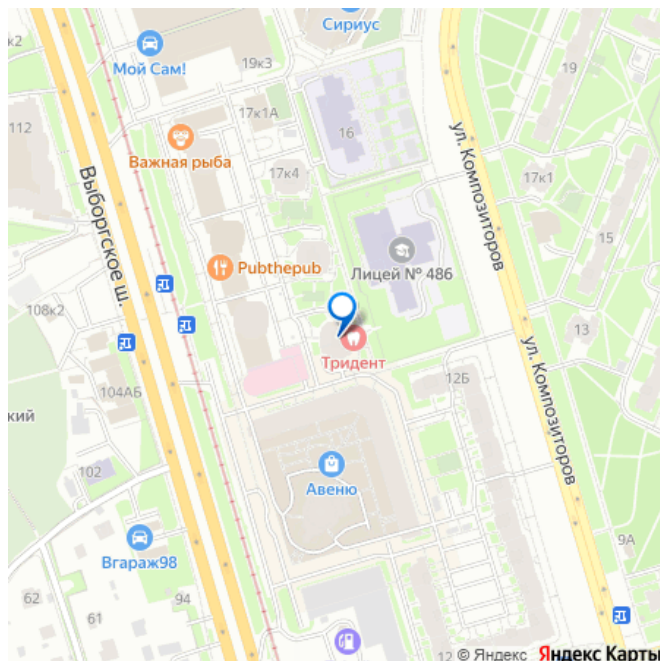 Сириус
к2
Мой Сам!
19к3
19
112
17к1А
16
ул. Композиторов
Важная рыба
17к4
17к1
Выборгское ш.
15
Лицей № 486
Pubthepub
108к2
13
Тридент
ул. Композиторов
104АБ
12Б
ский
102
Авеню
9А
Вгараж98
62
61
94
12
© Яндекс Яндекс Карты